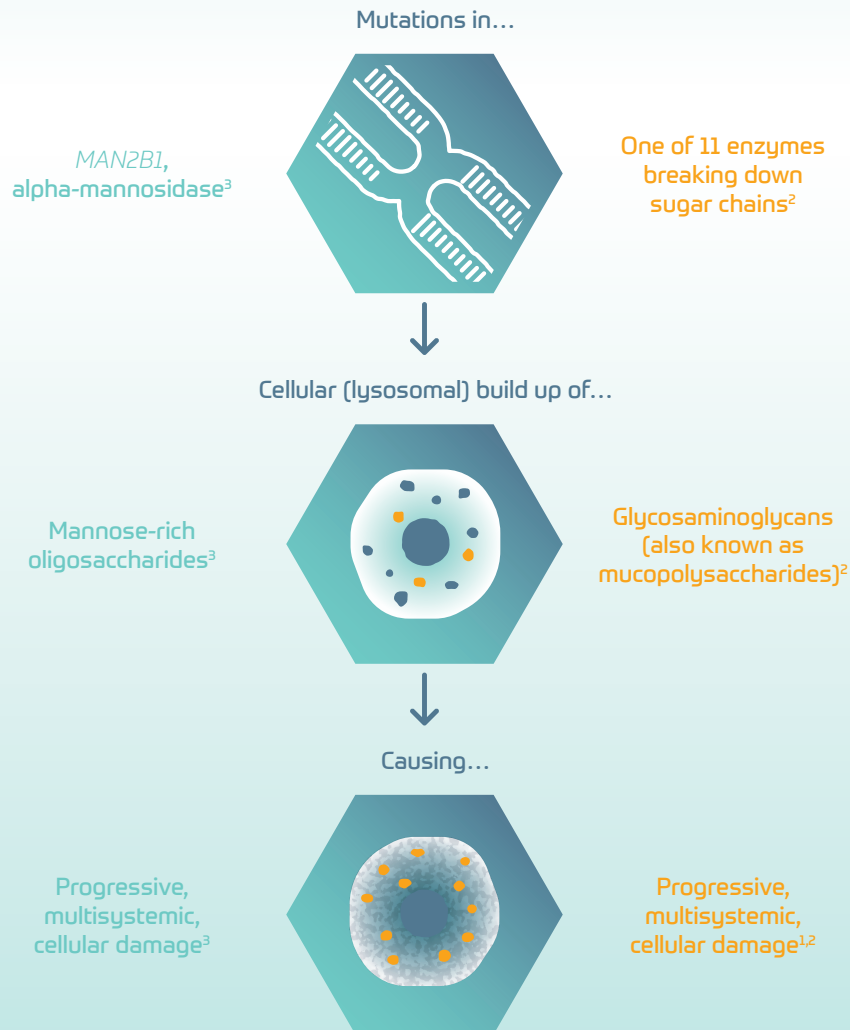 Mutations in…
MAN2B1,
alpha-mannosidase³
One of 11 enzymes
breaking down
sugar chains²
Cellular (lysosomal) build up of…
Mannose-rich
oligosaccharides³
Glycosaminoglycans
(also known as
mucopolysaccharides)²
Causing…
Progressive,
multisystemic,
cellular damage³
Progressive,
multisystemic,
cellular damage¹,²